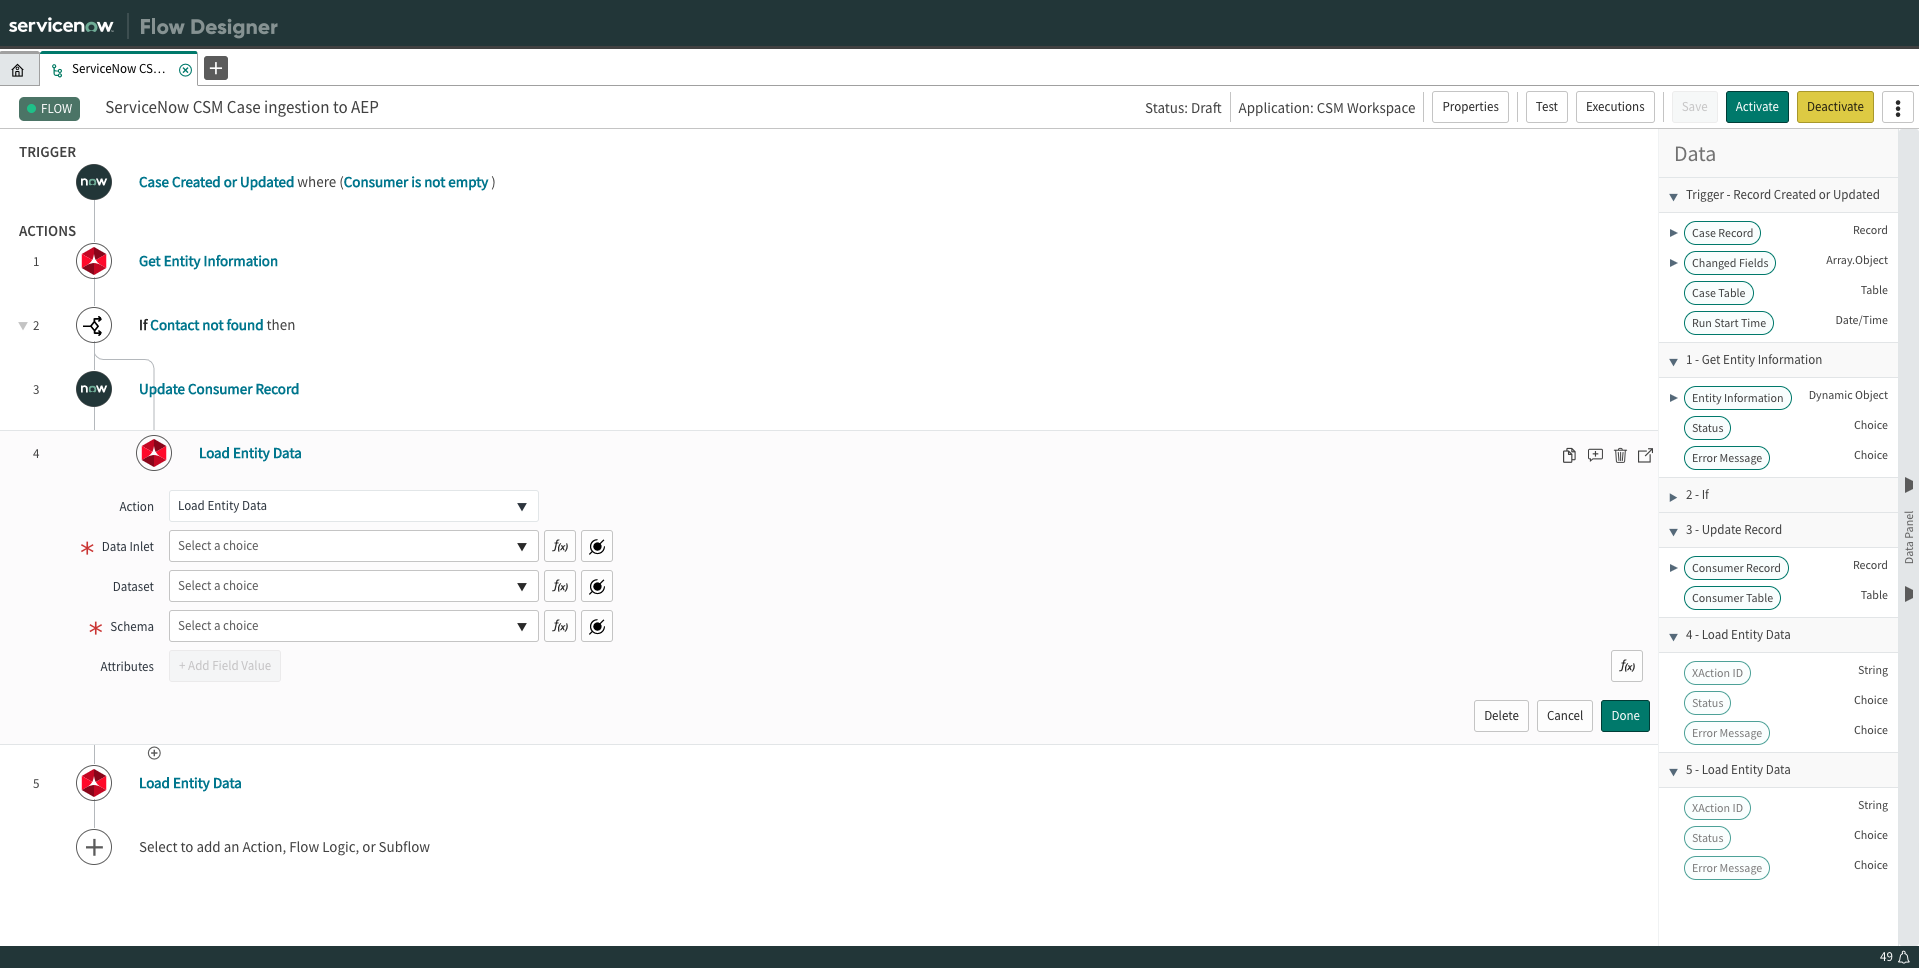 servicenow Flow Designer
ServiceNow CS...
FLOW ServiceNow CSM Case ingestion to AEP Status: Draft Application: CSM Workspace Properties Test Executions Save Activate Deactivate
TRIGGER
now Case Created or Updated where (Consumer is not empty )
ACTIONS
1 Get Entity Information
2 If Contact not found then
3 now Update Consumer Record
4 Load Entity Data
Action Load Entity Data
* Data Inlet Select a choice f(x)
Dataset Select a choice f(x)
* Schema Select a choice f(x)
Attributes + Add Field Value f(x)
Delete Cancel Done
5 Load Entity Data
Select to add an Action, Flow Logic, or Subflow
Data
Trigger - Record Created or Updated
Case Record Record
Changed Fields Array.Object
Case Table Table
Run Start Time Date/Time
1 - Get Entity Information
Entity Information Dynamic Object
Status Choice
Error Message Choice
2 - If
3 - Update Record
Consumer Record Record
Consumer Table Table
4 - Load Entity Data
XAction ID String
Status Choice
Error Message Choice
5 - Load Entity Data
XAction ID String
Status Choice
Error Message Choice
Data Panel
49